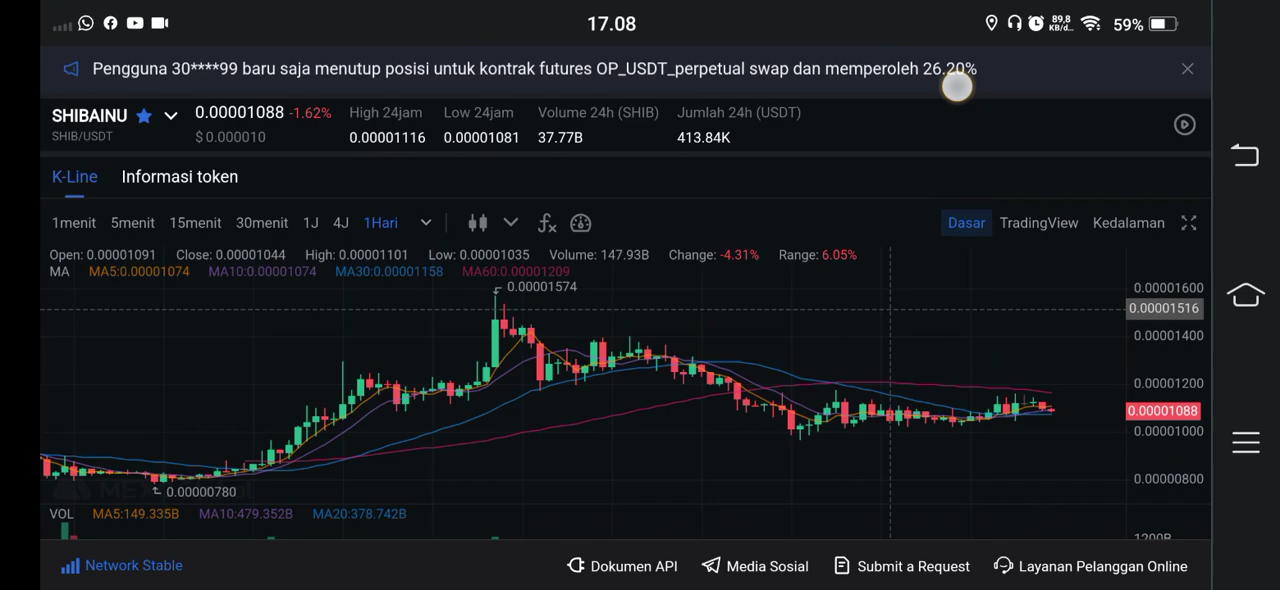 17.08
89,8
KB/d...
59%
Pengguna 30****99 baru saja menutup posisi untuk kontrak futures OP_USDT_perpetual swap dan memperoleh 26.20%
SHIBAINU
SHIB/USDT
0.00001088 -1.62%
$ 0.000010
High 24jam
0.00001116
Low 24jam
0.00001081
Volume 24h (SHIB)
37.77B
Jumlah 24h (USDT)
413.84K
K-Line
Informasi token
1menit 5menit 15menit 30menit 1J 4J 1Hari
Dasar TradingView Kedalaman
Open: 0.00001091 Close: 0.00001044 High: 0.00001101 Low: 0.00001035 Volume: 147.93B Change: -4.31% Range: 6.05%
MA MA5:0.00001074 MA10:0.00001074 MA30:0.00001158 MA60:0.00001209
0.00001574
0.00001600
0.00001516
0.00001400
0.00001200
0.00001088
0.00001000
0.00000800
0.00000780
VOL MA5:149.335B MA10:479.352B MA20:378.742B
1200B
Network Stable
Dokumen API
Media Sosial
Submit a Request
Layanan Pelanggan Online